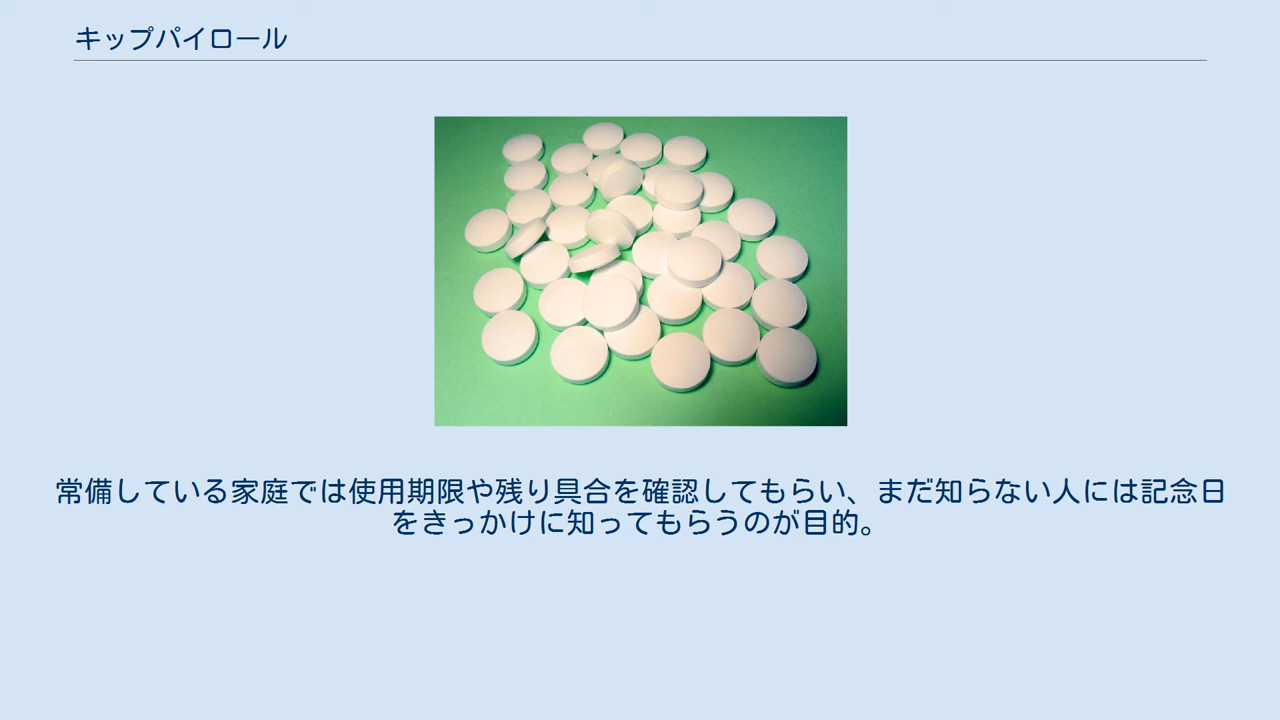 キップパイロール
常備している家庭では使用期限や残り具合を確認してもらい、まだ知らない人には記念日
をきっかけに知ってもらうのが目的。